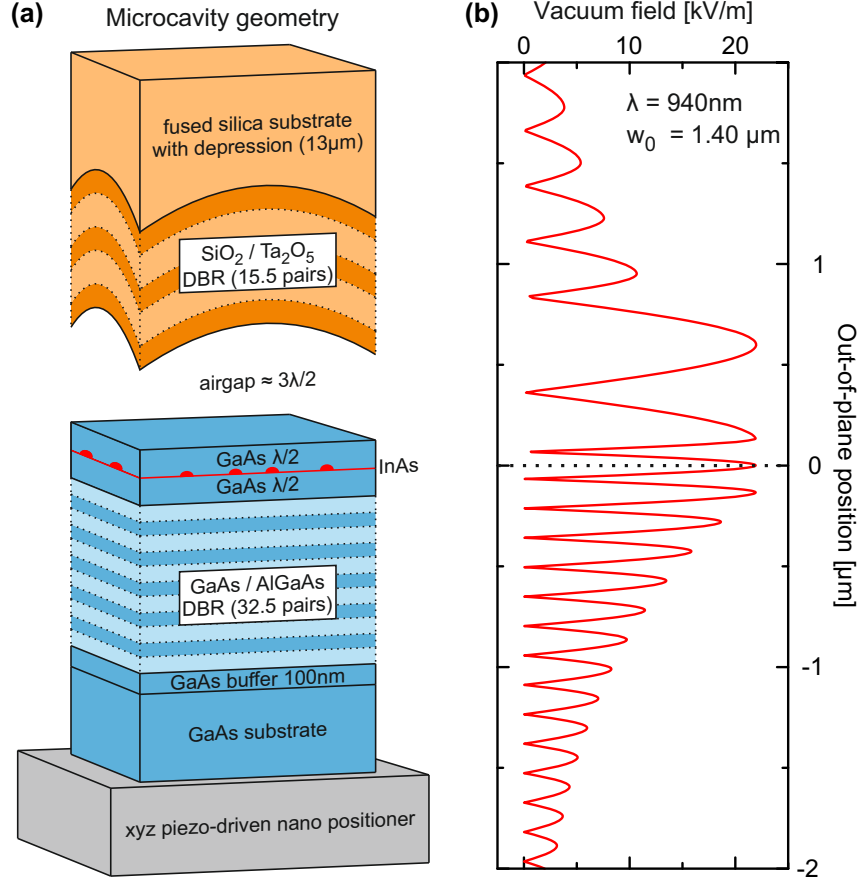 (a)
Microcavity geometry
fused silica substrate
with depression (13µm)
SiO₂ / Ta₂O₅
DBR (15.5 pairs)
airgap ≈ 3λ/2
GaAs λ/2
GaAs λ/2
InAs
GaAs / AlGaAs
DBR (32.5 pairs)
GaAs buffer 100nm
GaAs substrate
xyz piezo-driven nano positioner
(b)
Vacuum field [kV/m]
0 10 20
λ = 940nm
w₀ = 1.40 µm
1
0
-1
-2
Out-of-plane position [µm]